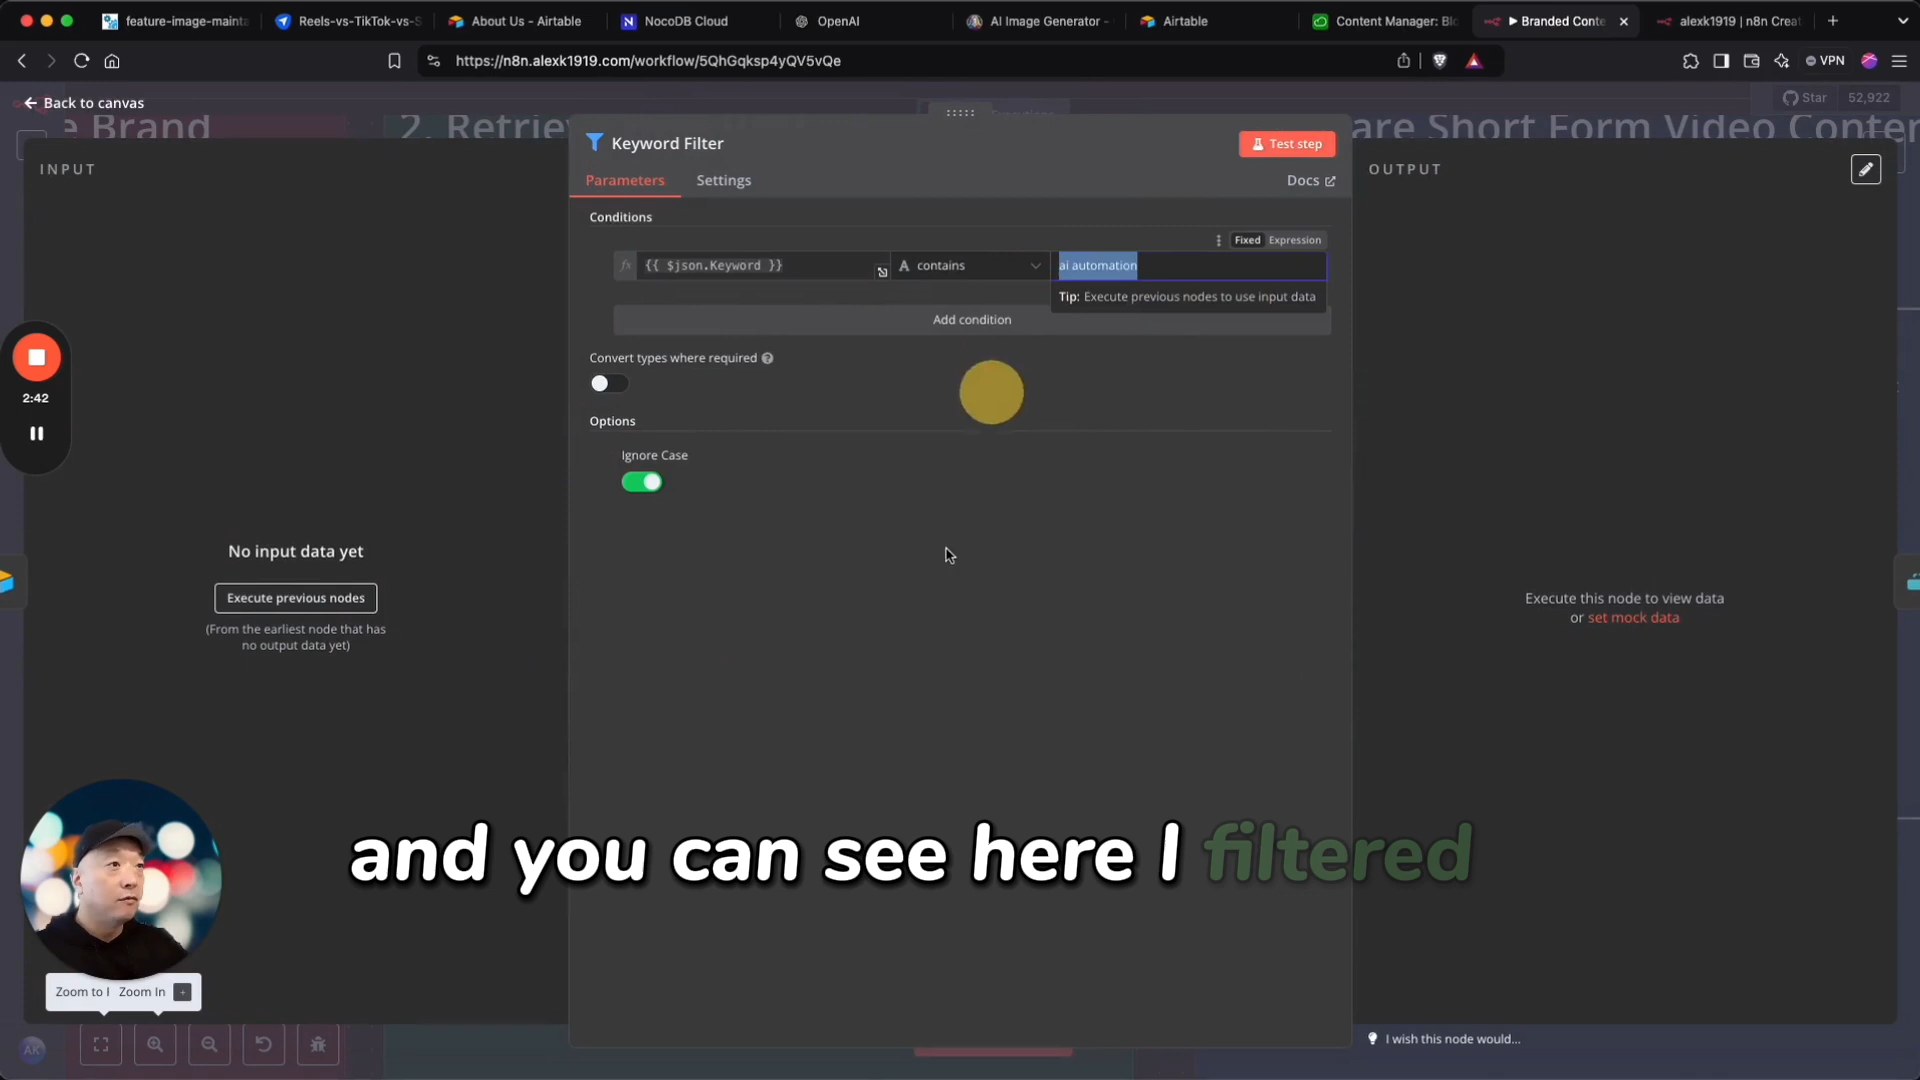 feature-image-mainta
Reels-vs-TikTok-vs-S
About Us - Airtable
NocoDB Cloud
OpenAI
AI Image Generator -
Airtable
Content Manager: Blo
Branded Conte
alexk1919 | n8n Creat
https://n8n.alexk1919.com/workflow/5QhGqksp4yQV5vQe
VPN
Back to canvas
Star 52,922
e Brand
2. Retrie
are Short Form Video Conten
INPUT
Keyword Filter
Test step
OUTPUT
Parameters
Settings
Docs
Conditions
Fixed Expression
fx {{ $json.Keyword }}
A contains
ai automation
Tip: Execute previous nodes to use input data
Add condition
Convert types where required
2:42
Options
Ignore Case
No input data yet
Execute previous nodes
(From the earliest node that has
no output data yet)
Execute this node to view data
or set mock data
and you can see here I filtered
Zoom to Zoom In +
AK
I wish this node would...